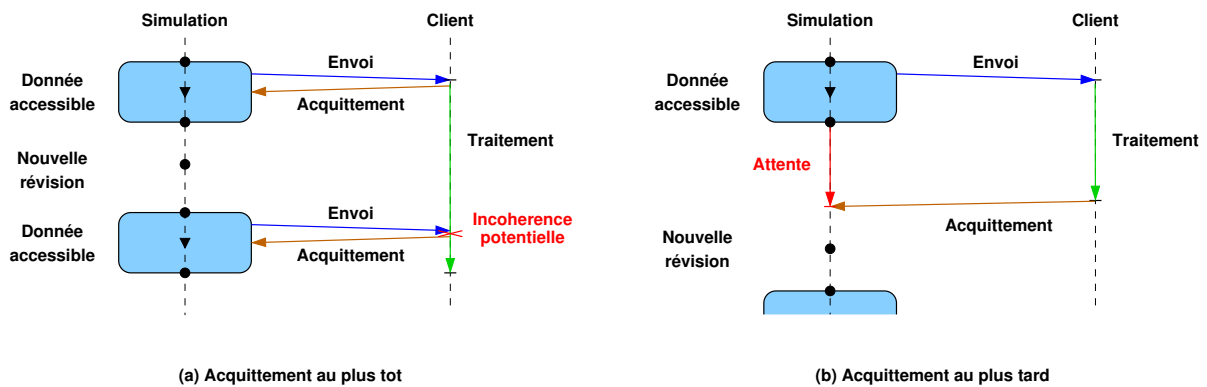 Simulation
Client
Donnée
accessible
Envoi
Acquittement
Traitement
Nouvelle
révision
Donnée
accessible
Envoi
Acquittement
Incoherence
potentielle
(a) Acquittement au plus tot
Simulation
Client
Donnée
accessible
Envoi
Traitement
Attente
Acquittement
Nouvelle
révision
(b) Acquittement au plus tard